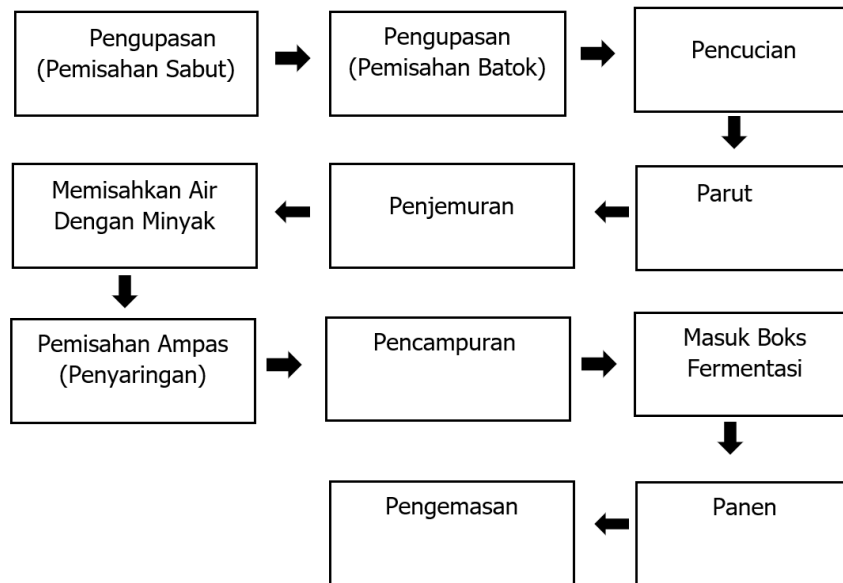 Pengupasan
(Pemisahan Sabut)
Pengupasan
(Pemisahan Batok)
Pencucian
Parut
Penjemuran
Memisahkan Air
Dengan Minyak
Pemisahan Ampas
(Penyaringan)
Pencampuran
Masuk Boks
Fermentasi
Panen
Pengemasan